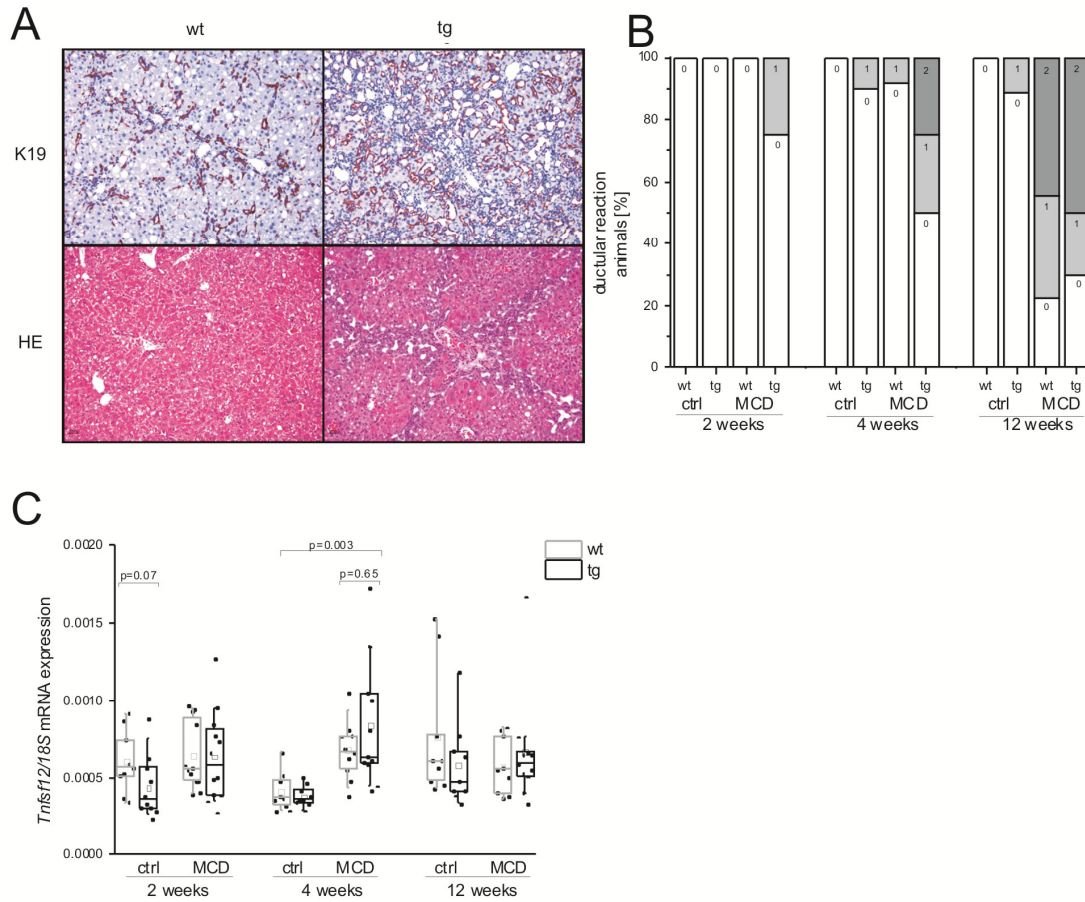 A
wt
tg
K19
HE
B
ductular reaction
animals [%]
100
80
60
40
20
0
0
0
0
1
0
0
1
0
1
0
2
1
0
0
1
0
2
1
0
2
1
0
wt
tg
wt
tg
wt
tg
wt
tg
wt
tg
wt
tg
ctrl
MCD
ctrl
MCD
ctrl
MCD
2 weeks
4 weeks
12 weeks
C
Tnfsf12/18S mRNA expression
0.0020
0.0015
0.0010
0.0005
0.0000
p=0.07
p=0.003
p=0.65
wt
tg
ctrl
MCD
ctrl
MCD
ctrl
MCD
2 weeks
4 weeks
12 weeks